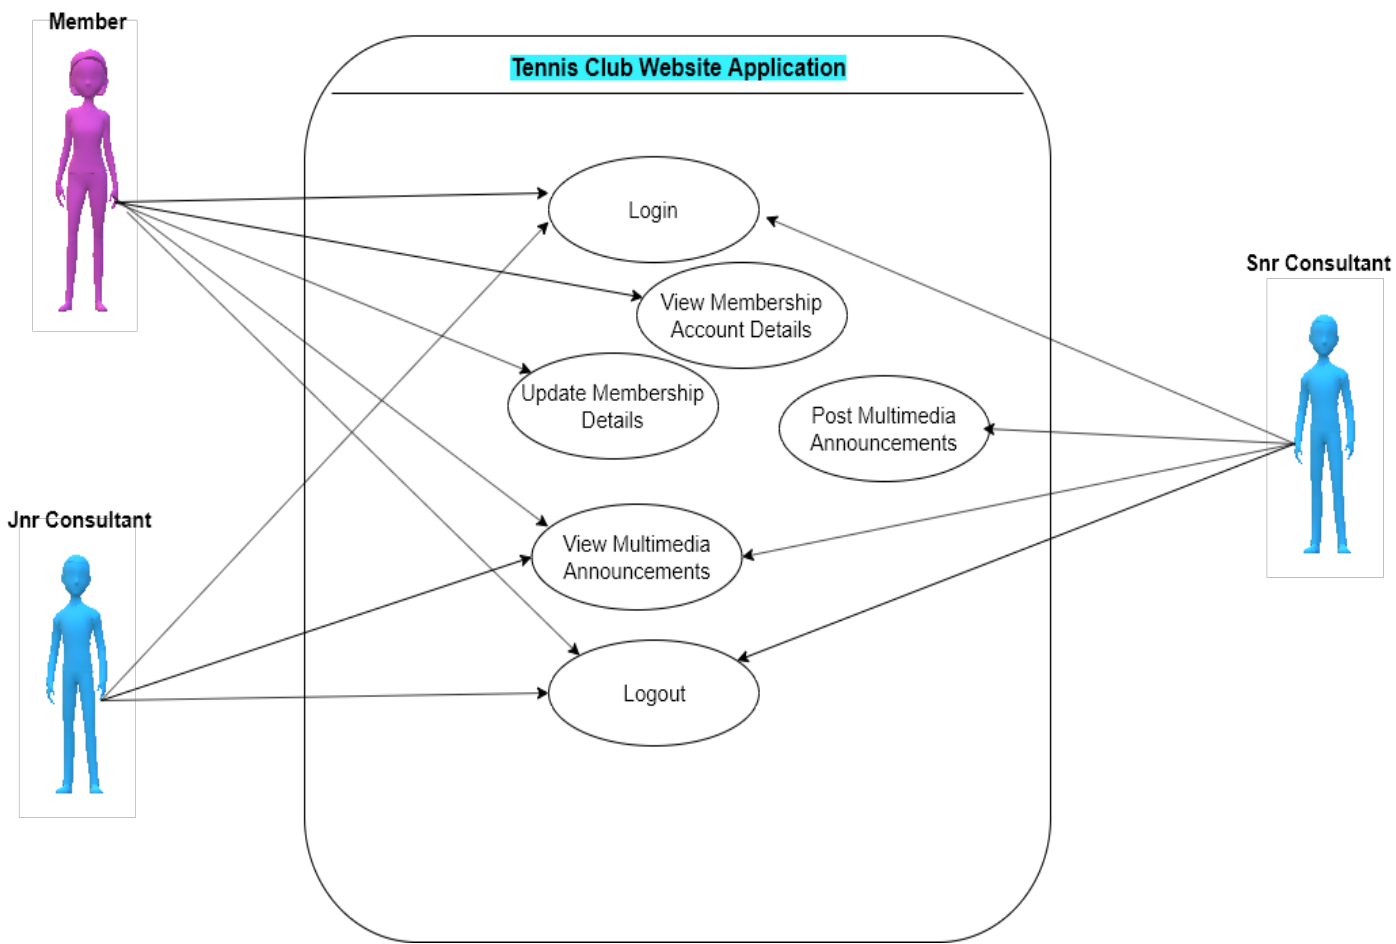 Member
Tennis Club Website Application
Login
Snr Consultant
View Membership
Account Details
Update Membership
Details
Post Multimedia
Announcements
Jnr Consultant
View Multimedia
Announcements
Logout